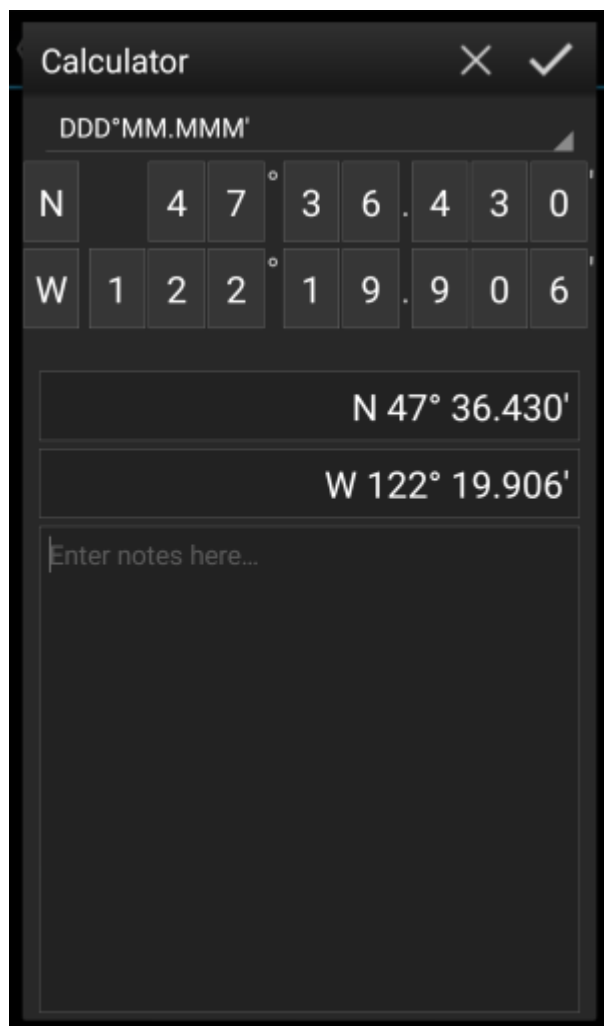 Calculator
DDD°MM.MMM'
N 4 7 ° 3 6 . 4 3 0 '
W 1 2 2 ° 1 9 . 9 0 6 '
N 47° 36.430'
W 122° 19.906'
Enter notes here...